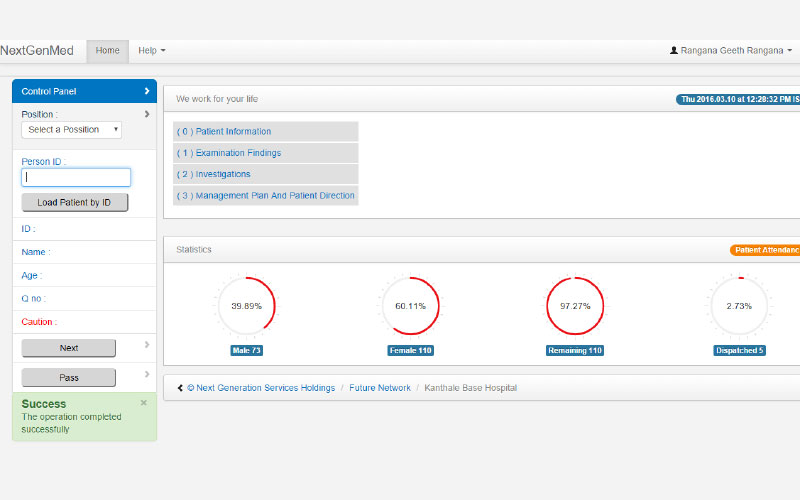 NextGenMed
Home
Help
Rangana Geeth Rangana
Control Panel
Position :
Select a Possition
Person ID :
Load Patient by ID
ID :
Name :
Age :
Q no :
Caution :
Next
Pass
Success
The operation completed
successfully
We work for your life
Thu 2016.03.10 at 12:28:32 PM IS
( 0 ) Patient Information
( 1 ) Examination Findings
( 2 ) Investigations
( 3 ) Management Plan And Patient Direction
Statistics
Patient Attendanc
39.89%
60.11%
97.27%
2.73%
Male 73
Female 110
Remaining 110
Dispatched 5
© Next Generation Services Holdings / Future Network / Kanthale Base Hospital